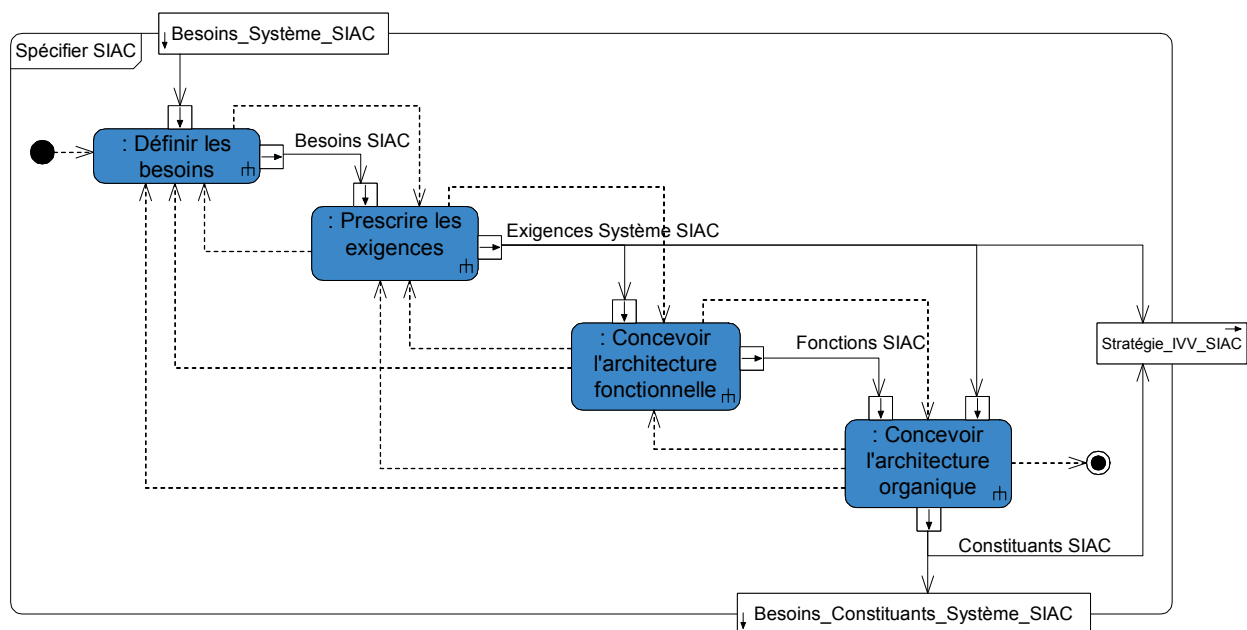 Besoins_Système_SIAC
Spécifier SIAC
: Définir les
besoins
Besoins SIAC
: Prescrire les
exigences
Exigences Système SIAC
: Concevoir
l'architecture
fonctionnelle
Fonctions SIAC
Stratégie_IVV_SIAC
: Concevoir
l'architecture
organique
Constituants SIAC
Besoins_Constituants_Système_SIAC